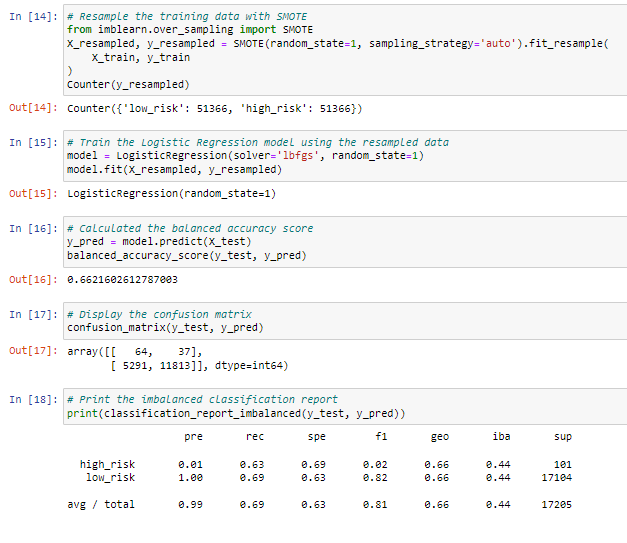 In [14]: # Resample the training data with SMOTE
from imblearn.over_sampling import SMOTE
X_resampled, y_resampled = SMOTE(random_state=1, sampling_strategy='auto').fit_resample(
X_train, y_train
)
Counter(y_resampled)
Out[14]: Counter({'low_risk': 51366, 'high_risk': 51366})
In [15]: # Train the Logistic Regression model using the resampled data
model = LogisticRegression(solver='lbfgs', random_state=1)
model.fit(X_resampled, y_resampled)
Out[15]: LogisticRegression(random_state=1)
In [16]: # Calculated the balanced accuracy score
y_pred = model.predict(X_test)
balanced_accuracy_score(y_test, y_pred)
Out[16]: 0.6621602612787003
In [17]: # Display the confusion matrix
confusion_matrix(y_test, y_pred)
Out[17]: array([[ 64, 37],
[ 5291, 11813]], dtype=int64)
In [18]: # Print the imbalanced classification report
print(classification_report_imbalanced(y_test, y_pred))
pre rec spe f1 geo iba sup
high_risk 0.01 0.63 0.69 0.02 0.66 0.44 101
low_risk 1.00 0.69 0.63 0.82 0.66 0.44 17104
avg / total 0.99 0.69 0.63 0.81 0.66 0.44 17205